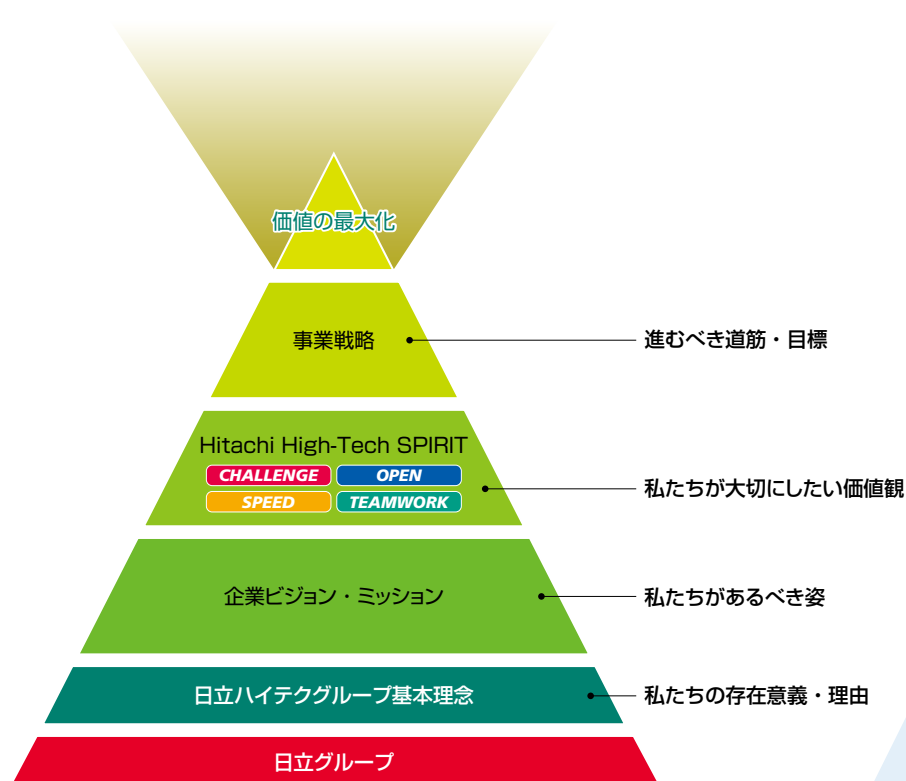 価値の最大化
事業戦略
進むべき道筋・目標
Hitachi High-Tech SPIRIT
CHALLENGE
OPEN
SPEED
TEAMWORK
私たちが大切にしたい価値観
企業ビジョン・ミッション
私たちがあるべき姿
日立ハイテクグループ基本理念
私たちの存在意義・理由
日立グループ